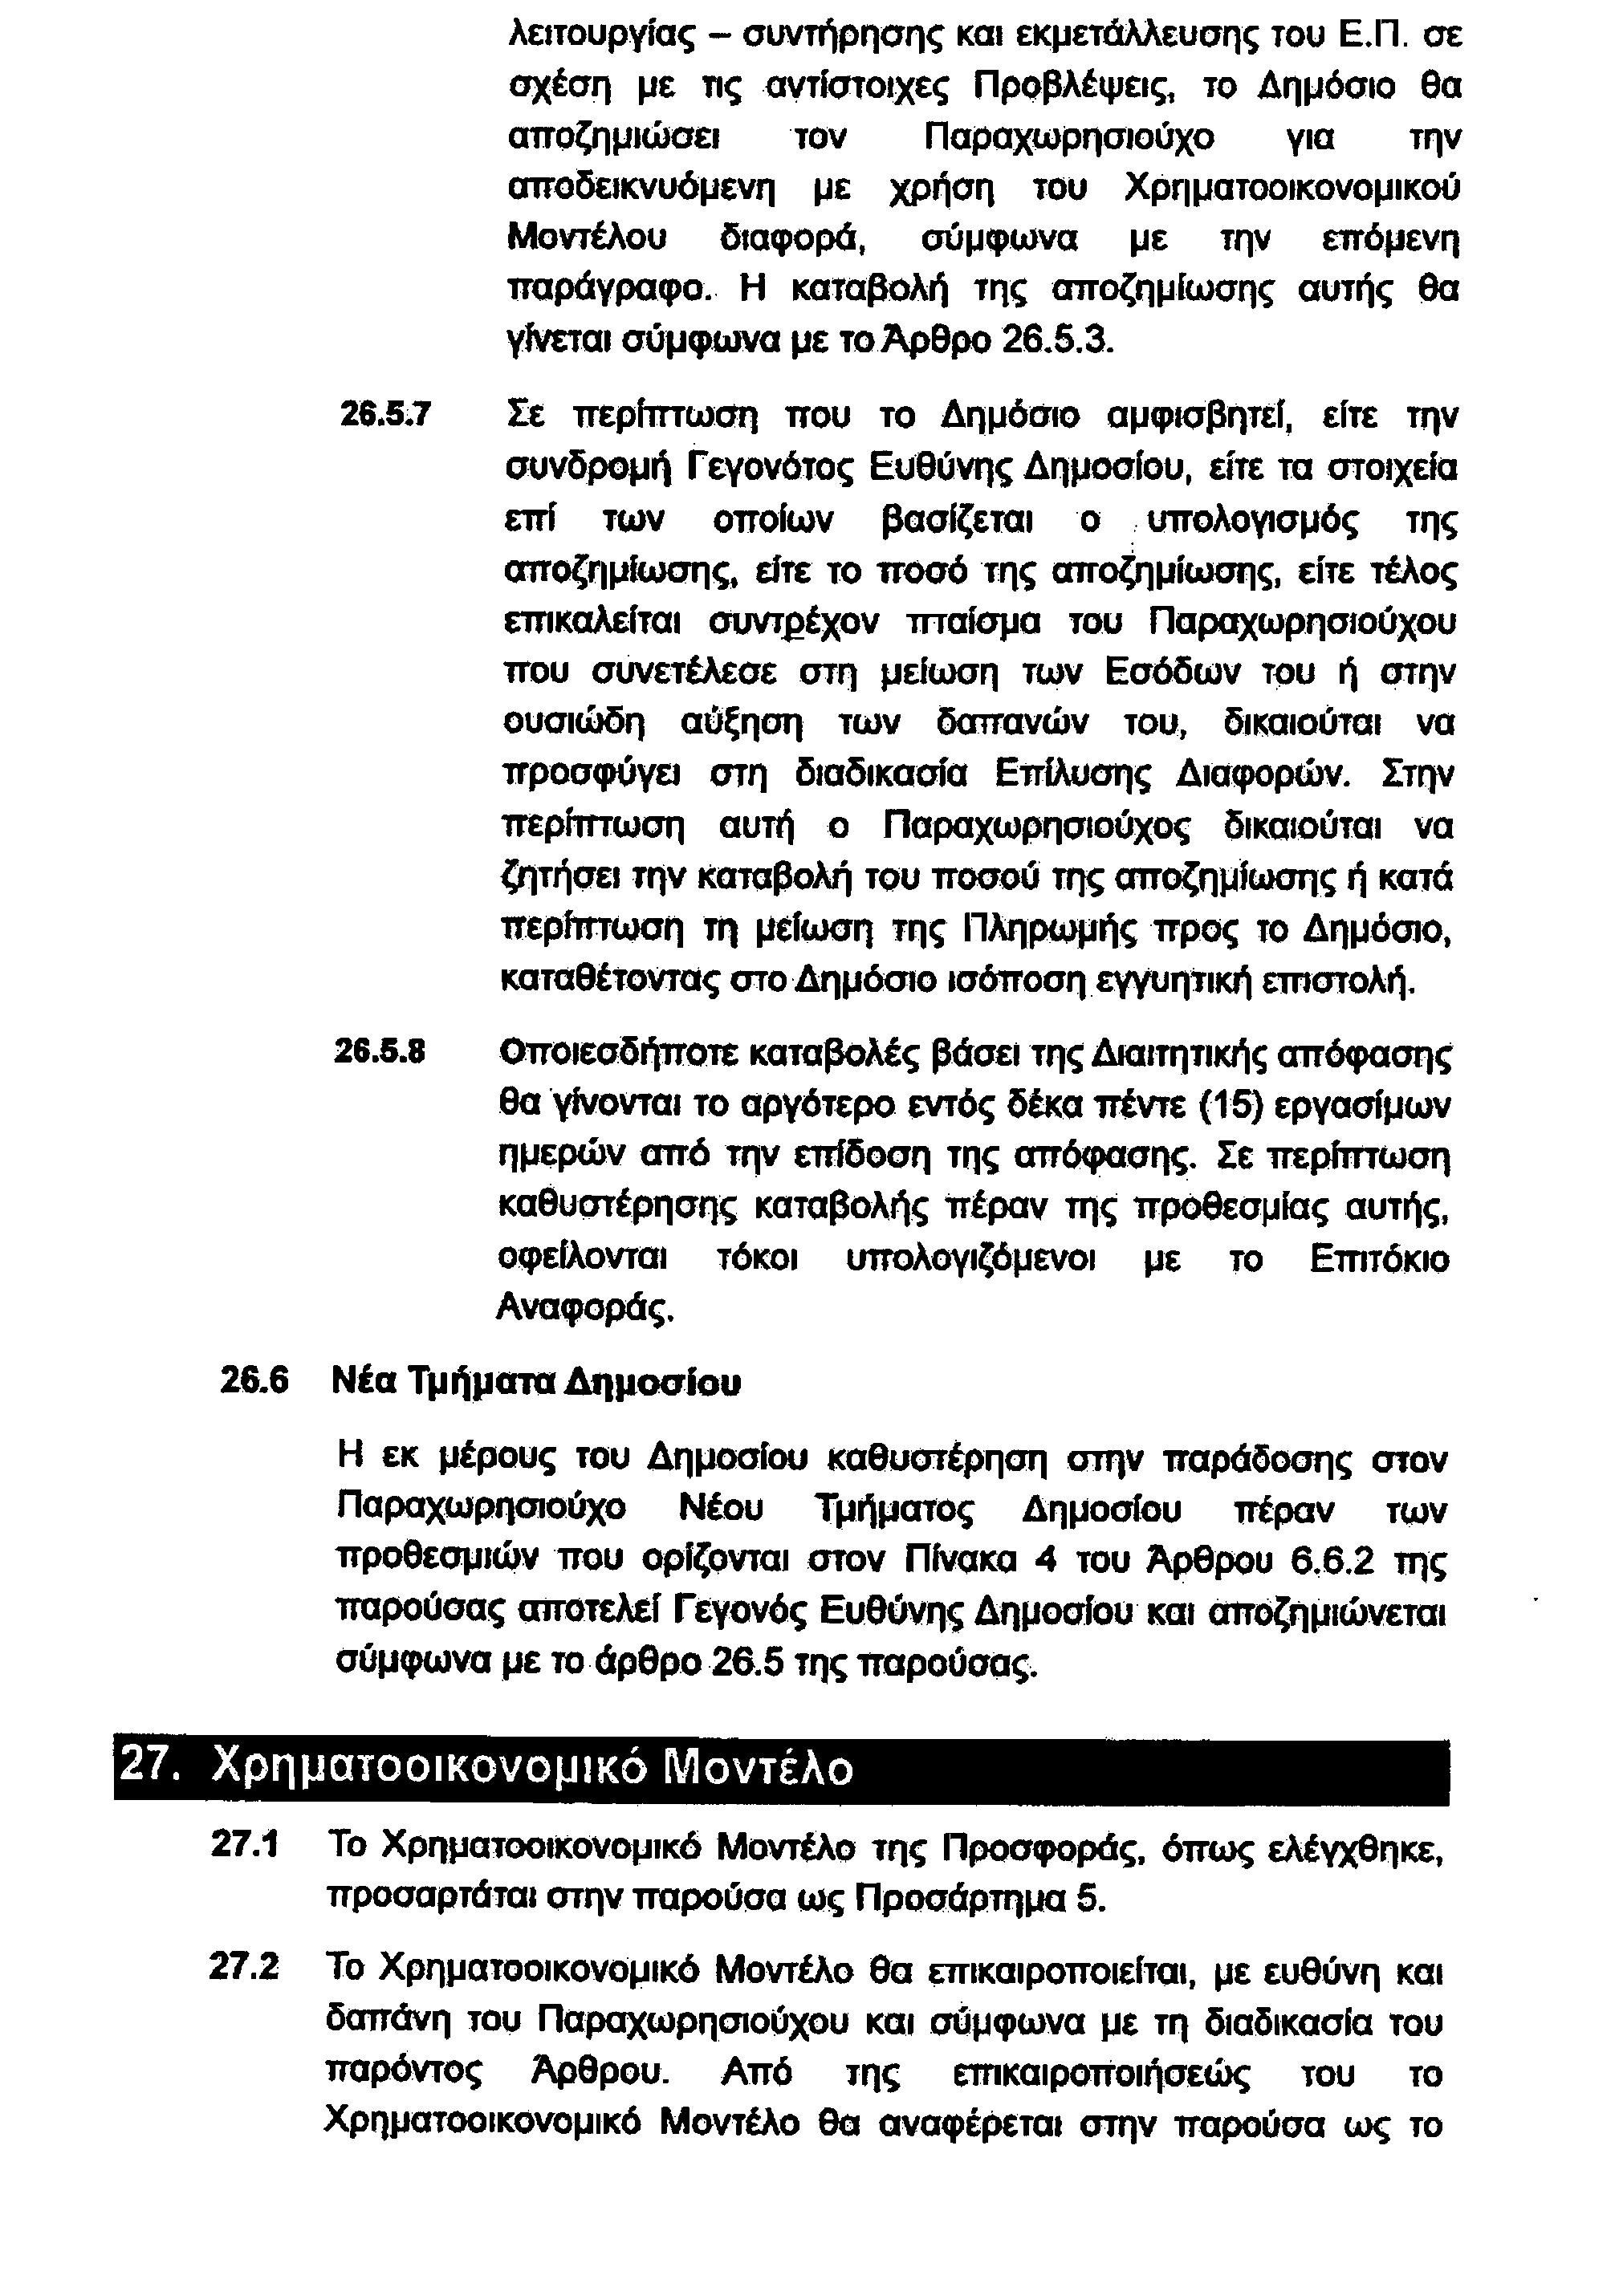 λειτουργίας – συντήρησης και εκμετάλλευσης του Ε.Π. σε
σχέση με τις αντίστοιχες Προβλέψεις, το Δημόσιο θα
αποζημιώσει τον Παραχωρησιούχο για την
αποδεικνυόμενη με χρήση του Χρηματοοικονομικού
Μοντέλου διαφορά, σύμφωνα με την επόμενη
παράγραφο. Η καταβολή της αποζημίωσης αυτής θα
γίνεται σύμφωνα με το Άρθρο 26.5.3.
26.5.7 Σε περίπτωση που το Δημόσιο αμφισβητεί, είτε την
συνδρομή Γεγονότος Ευθύνης Δημοσίου, είτε τα στοιχεία
επί των οποίων βασίζεται ο υπολογισμός της
αποζημίωσης, είτε το ποσό της αποζημίωσης, είτε τέλος
επικαλείται συντρέχον πταίσμα του Παραχωρησιούχου
που συνετέλεσε στη μείωση των Εσόδων του ή στην
ουσιώδη αύξηση των δαπανών του, δικαιούται να
προσφύγει στη διαδικασία Επίλυσης Διαφορών. Στην
περίπτωση αυτή ο Παραχωρησιούχος δικαιούται να
ζητήσει την καταβολή του ποσού της αποζημίωσης ή κατά
περίπτωση τη μείωση της Πληρωμής προς το Δημόσιο,
καταθέτοντας στο Δημόσιο ισόποση εγγυητική επιστολή.
26.5.8 Οποιεσδήποτε καταβολές βάσει της Διαιτητικής απόφασης
θα γίνονται το αργότερο εντός δέκα πέντε (15) εργασίμων
ημερών από την επίδοση της απόφασης. Σε περίπτωση
καθυστέρησης καταβολής πέραν της προθεσμίας αυτής,
οφείλονται τόκοι υπολογιζόμενοι με το Επιτόκιο
Αναφοράς.
26.6 Νέα Τμήματα Δημοσίου
Η εκ μέρους του Δημοσίου καθυστέρηση στην παράδοσης στον
Παραχωρησιούχο Νέου Τμήματος Δημοσίου πέραν των
προθεσμιών που ορίζονται στον Πίνακα 4 του Άρθρου 6.6.2 της
παρούσας αποτελεί Γεγονός Ευθύνης Δημοσίου και αποζημιώνεται
σύμφωνα με το άρθρο 26.5 της παρούσας.
27. Χρηματοοικονομικό Μοντέλο
27.1 Το Χρηματοοικονομικό Μοντέλο της Προσφοράς, όπως ελέγχθηκε,
προσαρτάται στην παρούσα ως Προσάρτημα 5.
27.2 Το Χρηματοοικονομικό Μοντέλο θα επικαιροποιείται, με ευθύνη και
δαπάνη του Παραχωρησιούχου και σύμφωνα με τη διαδικασία του
παρόντος Άρθρου. Από της επικαιροποιήσεώς του το
Χρηματοοικονομικό Μοντέλο θα αναφέρεται στην παρούσα ως το